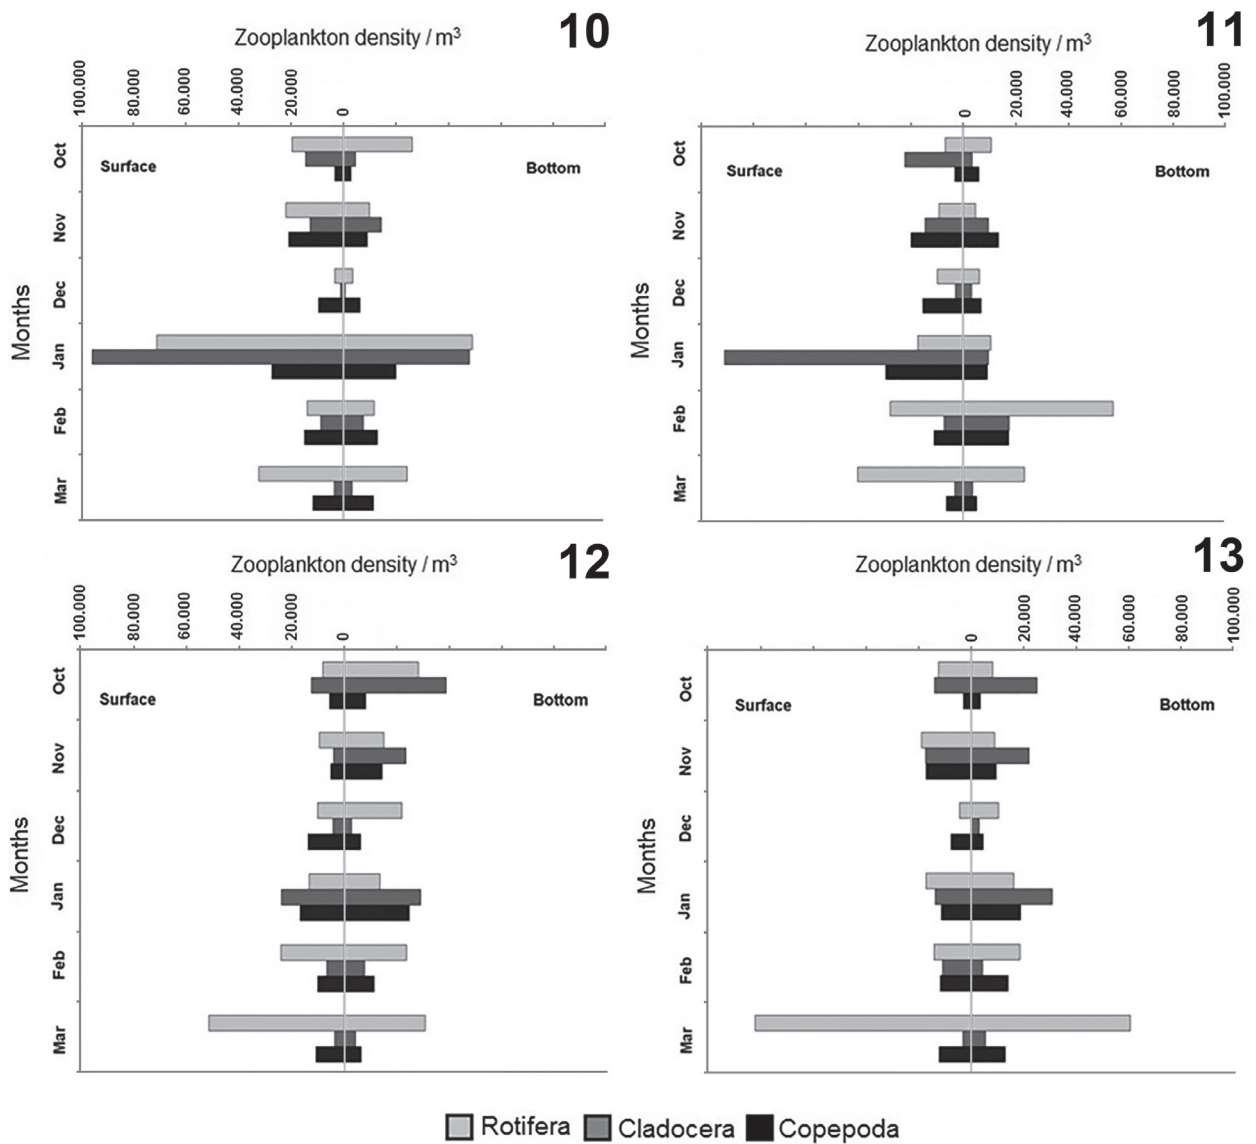 10
Zooplankton density / m³
100.000 80.000 60.000 40.000 20.000 0
Surface
Bottom
Months
Oct
Nov
Dec
Jan
Feb
Mar
11
Zooplankton density / m³
0 20.000 40.000 60.000 80.000 100.000
Surface
Bottom
Months
Oct
Nov
Dec
Jan
Feb
Mar
12
Zooplankton density / m³
100.000 80.000 60.000 40.000 20.000 0
Surface
Bottom
Months
Oct
Nov
Dec
Jan
Feb
Mar
13
Zooplankton density / m³
0 20.000 40.000 60.000 80.000 100.000
Surface
Bottom
Months
Oct
Nov
Dec
Jan
Feb
Mar
Rotifera Cladocera Copepoda